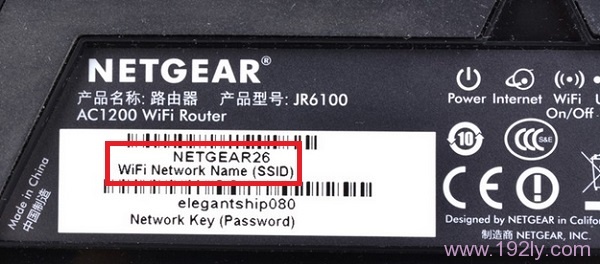 NETGEAR®
产品名称: 路由器 产品型号: JR6100
AC1200 WiFi Router
Power Internet WiFi
On/Off
NETGEAR26
WiFi Network Name (SSID)
elegantship080
Network Key (Password)
Made in China
中国制造
10
CCC
S&E
Designed by NETGEAR in Califor
制造商 NETGEAR, INC.
www.192ly.com